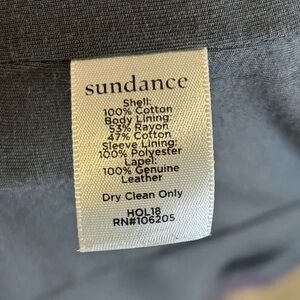 sundance
Shell:
100% Cotton
Body Lining:
53% Rayon
47% Cotton
Sleeve Lining:
100% Polyester
Lapel:
100% Genuine
Leather
Dry Clean Only
HOL18
RN#106205